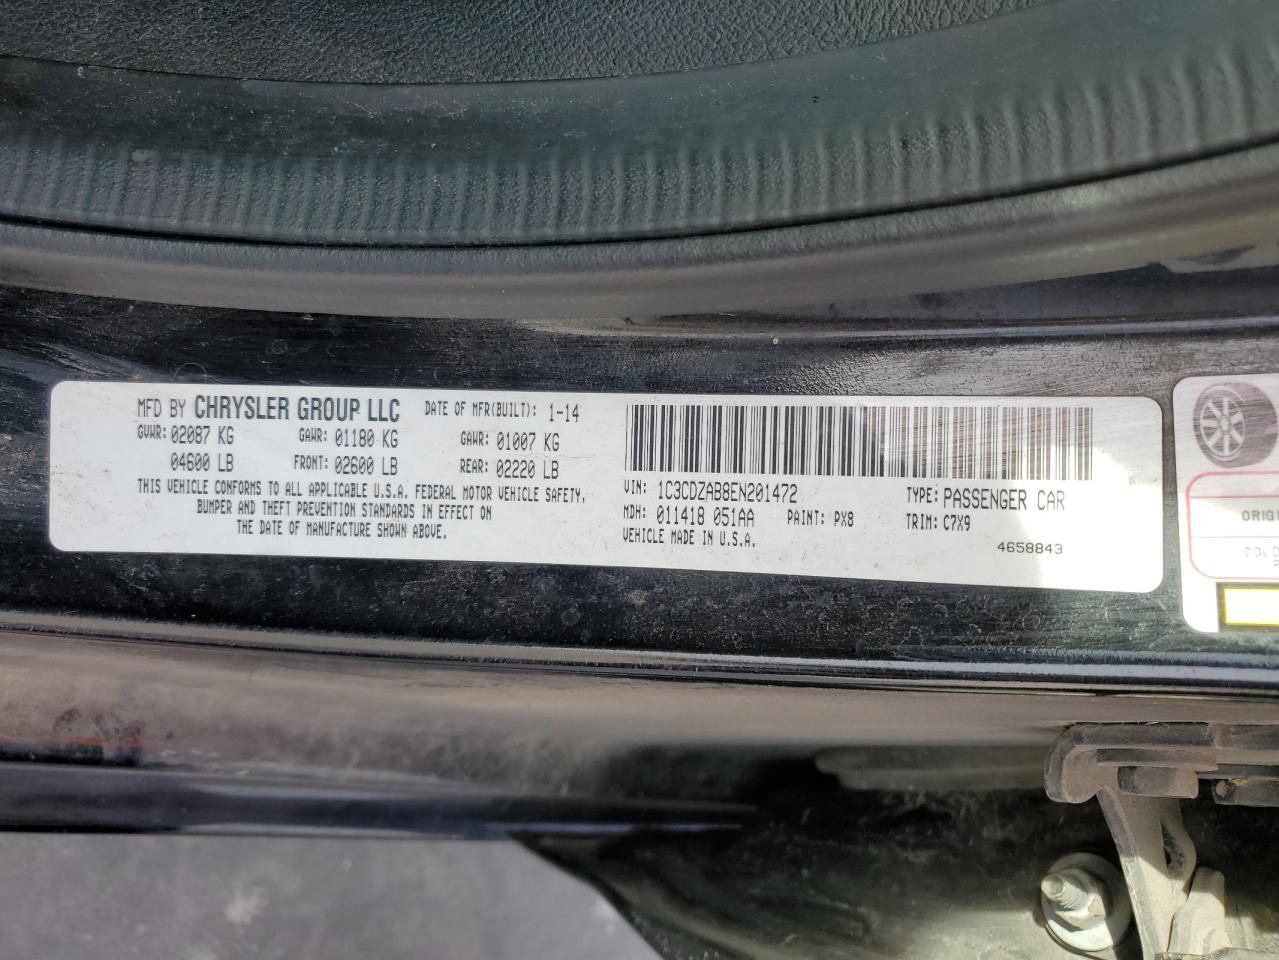 MFD BY CHRYSLER GROUP LLC DATE OF MFR(BUILT): 1-14
GVWR: 02087 KG GAWR: 01180 KG GAWR: 01007 KG
04600 LB FRONT: 02600 LB REAR: 02220 LB
THIS VEHICLE CONFORMS TO ALL APPLICABLE U.S.A. FEDERAL MOTOR VEHICLE SAFETY,
BUMPER AND THEFT PREVENTION STANDARDS IN EFFECT ON
THE DATE OF MANUFACTURE SHOWN ABOVE.
VIN: 1C3CDZAB8EN201472 TYPE: PASSENGER CAR
MDH: 011418 051AA PAINT: PX8 TRIM: C7X9
VEHICLE MADE IN U.S.A.
4658843
ORIGI
COLD
P